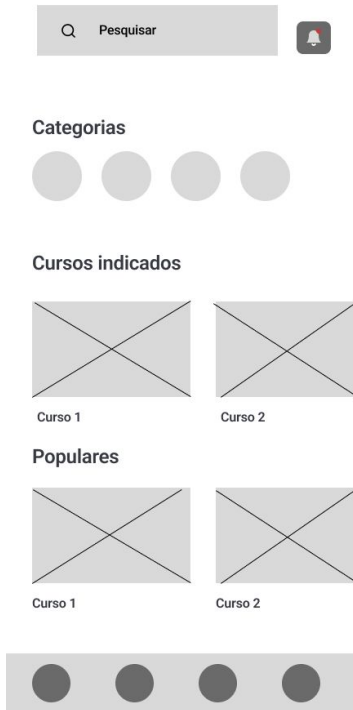 Pesquisar
Categorias
Cursos indicados
Curso 1
Curso 2
Populares
Curso 1
Curso 2